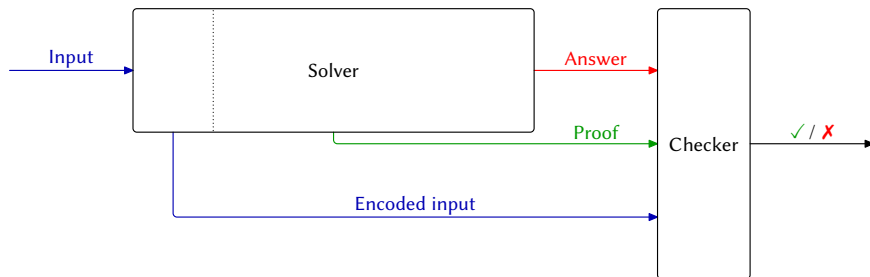 Input
Solver
Answer
Proof
Checker
✓ / ✗
Encoded input